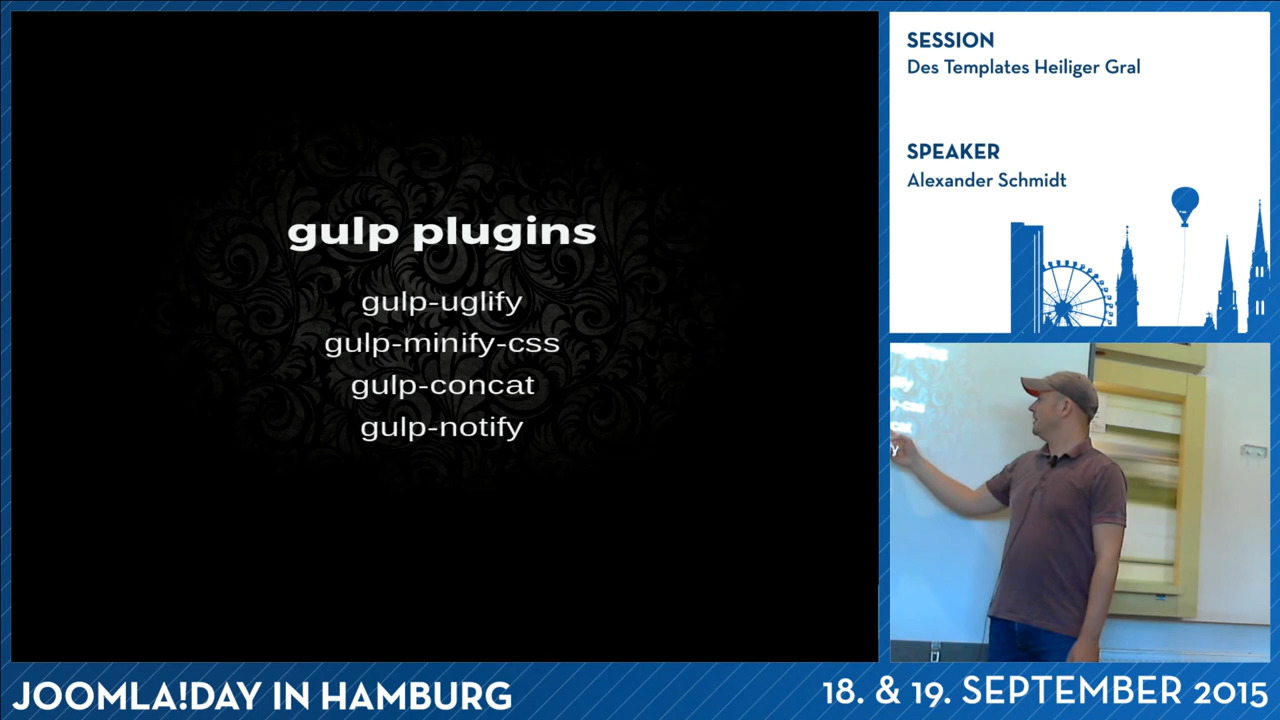 gulp plugins
gulp-uglify
gulp-minify-css
gulp-concat
gulp-notify
SESSION
Des Templates Heiliger Gral
SPEAKER
Alexander Schmidt
JOOMLA!DAY IN HAMBURG
18. & 19. SEPTEMBER 2015